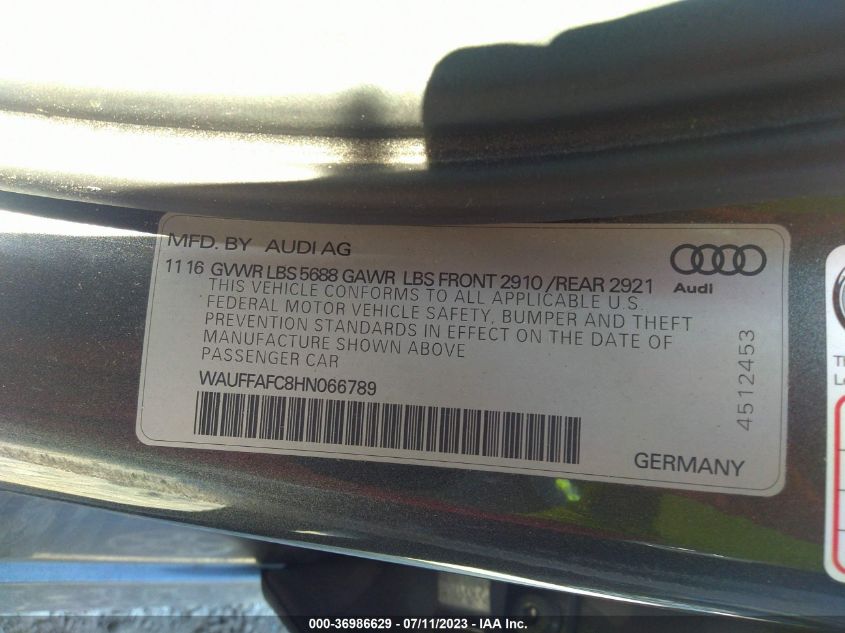 MFD. BY AUDI AG
11 16 GVWR LBS 5688 GAWR LBS FRONT 2910 /REAR 2921
THIS VEHICLE CONFORMS TO ALL APPLICABLE U.S.
FEDERAL MOTOR VEHICLE SAFETY, BUMPER AND THEFT
PREVENTION STANDARDS IN EFFECT ON THE DATE OF
MANUFACTURE SHOWN ABOVE
PASSENGER CAR
WAUFFAFC8HN066789
Audi
4512453
GERMANY
000-36986629 - 07/11/2023 - IAA Inc.